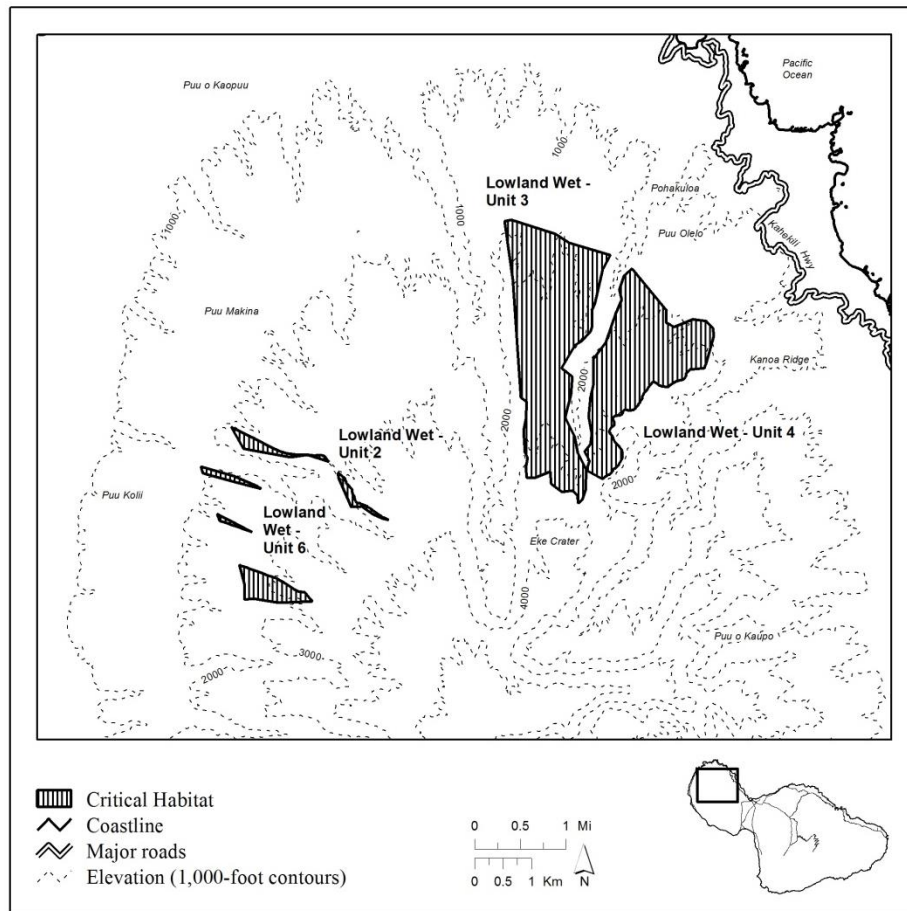 Puu o Kaopuu
Pacific
Ocean
1000
Lowland Wet -
Unit 3
Pohakuloa
1000
1000
Puu Olelo
Kahekili Hwy
Puu Makina
Kanoa Ridge
2000
2000
Lowland Wet -
Unit 2
Lowland Wet - Unit 4
Puu Kolii
2000
Lowland
Wet -
Unit 6
Eke Crater
4000
Puu o Kaupo
3000
2000
Critical Habitat
Coastline
Major roads
Elevation (1,000-foot contours)
0 0.5 1 Mi
0 0.5 1 Km
N